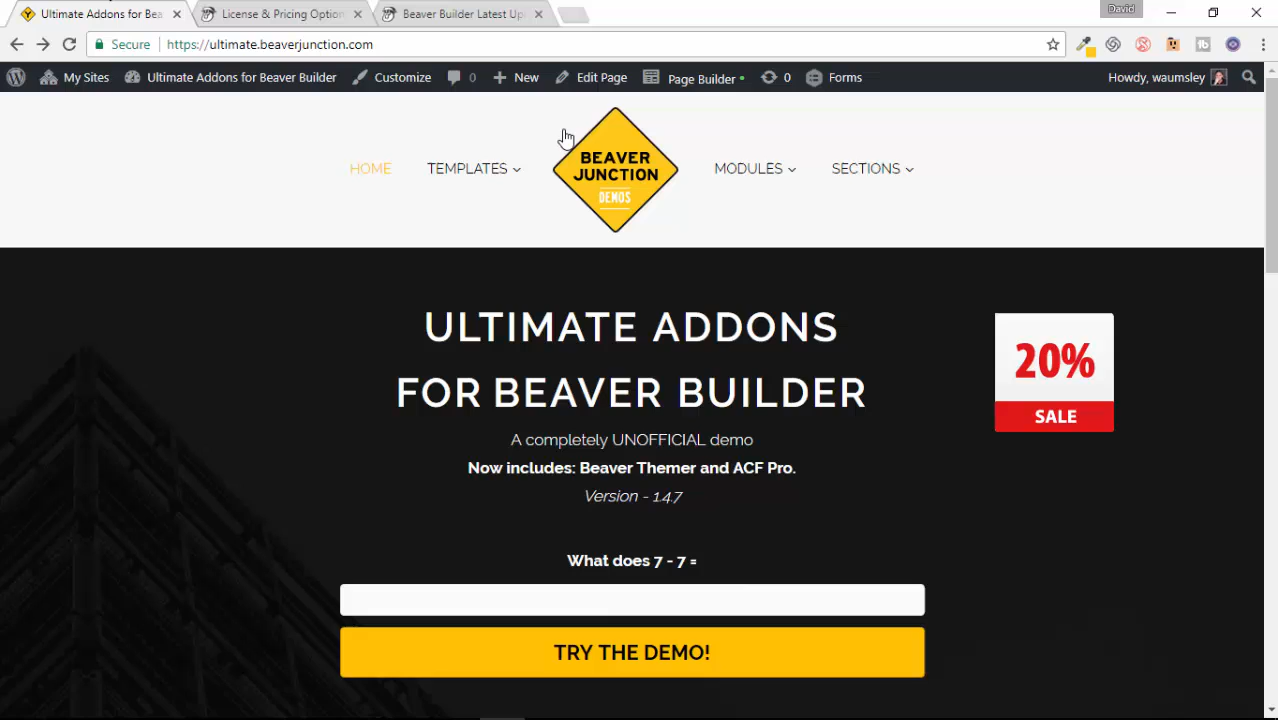 David
Ultimate Addons for Bea
License & Pricing Option
Beaver Builder Latest Up
Secure
https://ultimate.beaverjunction.com
My Sites
Ultimate Addons for Beaver Builder
Customize
0
New
Edit Page
Page Builder
0
Forms
Howdy, waumsley
HOME
TEMPLATES
BEAVER
JUNCTION
DEMOS
MODULES
SECTIONS
ULTIMATE ADDONS
FOR BEAVER BUILDER
20%
SALE
A completely UNOFFICIAL demo
Now includes: Beaver Themer and ACF Pro.
Version - 1.4.7
What does 7 - 7 =
TRY THE DEMO!